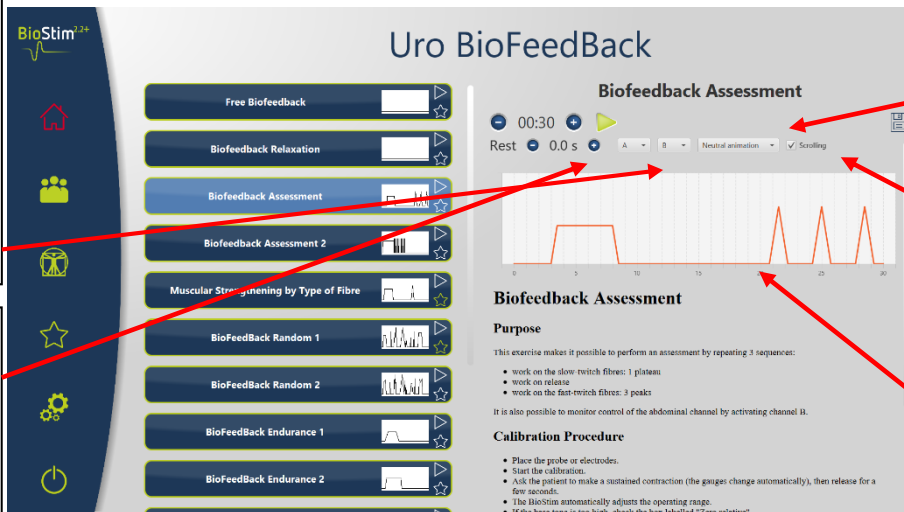 BioStim 2.2+
Uro BioFeedBack
Free Biofeedback
Biofeedback Relaxation
Biofeedback Assessment
Biofeedback Assessment 2
Muscular Strengthening by Type of Fibre
BioFeedBack Random 1
BioFeedBack Random 2
BioFeedBack Endurance 1
BioFeedBack Endurance 2
Biofeedback Assessment
00:30
Rest 0.0 s A B Neutral animation Scrolling
0 5 10 15 25 30
Biofeedback Assessment
Purpose
This exercise makes it possible to perform an assessment by repeating 3 sequences:
work on the slow-twitch fibres: 1 plateau
work on release
work on the fast-twitch fibres: 3 peaks
It is also possible to monitor control of the abdominal channel by activating channel B.
Calibration Procedure
Place the probe or electrodes.
Start the calibration.
Ask the patient to make a sustained contraction (the gauges change automatically), then release for a
few seconds.
The BioStim automatically adjusts the operating range.